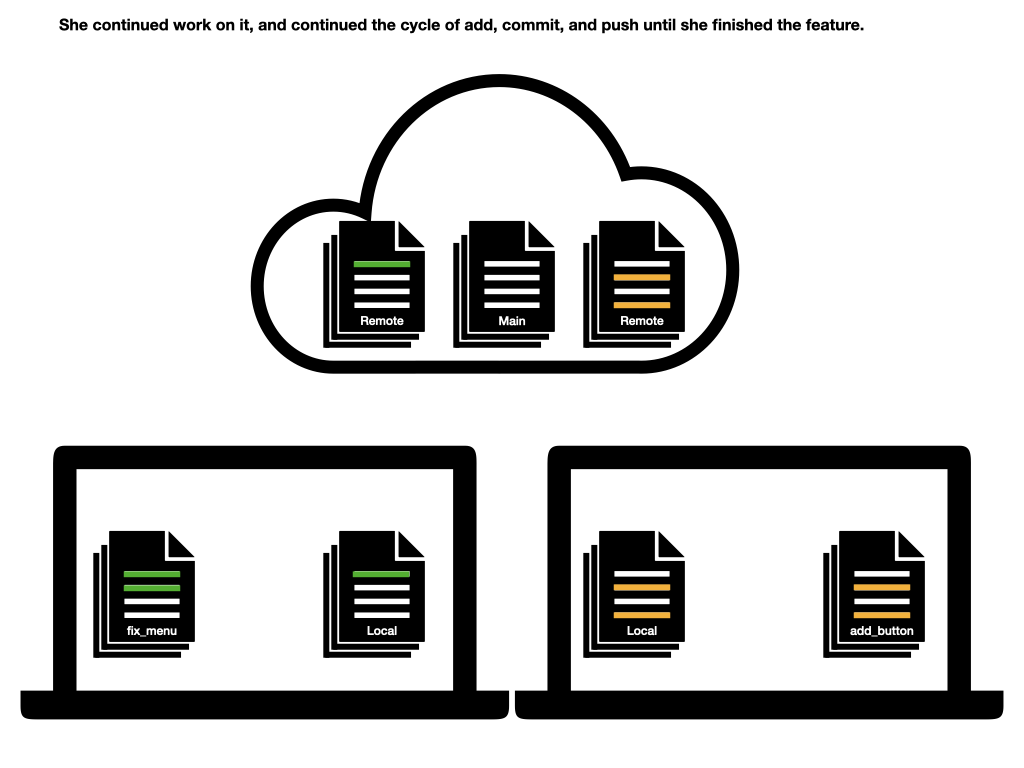 She continued work on it, and continued the cycle of add, commit, and push until she finished the feature.
Remote
Main
Remote
fix_menu
Local
Local
add_button